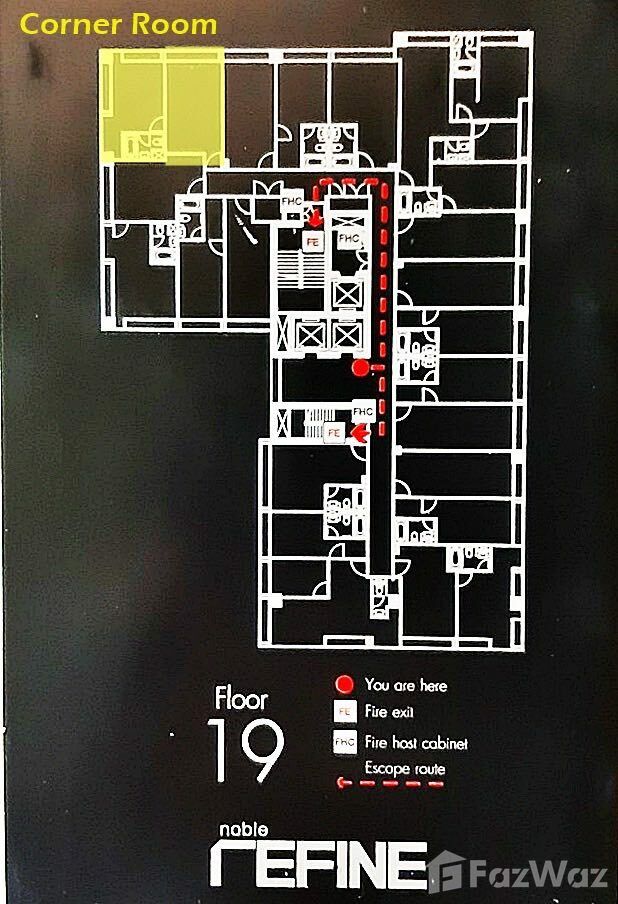 Corner Room
FHC
FE
FHC
FHC
FE
Floor
19
You are here
FE Fire exit
FHC Fire host cabinet
Escape route
noble
REFINE
FazWaz